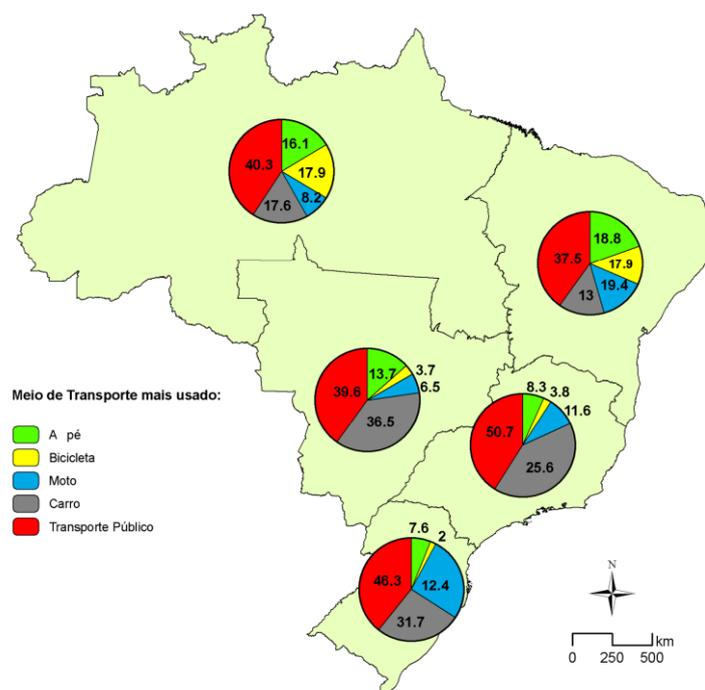 16.1
40.3
17.9
8.2
17.6
18.8
37.5
17.9
19.4
13
13.7
3.7
6.5
39.6
36.5
8.3
3.8
11.6
50.7
25.6
7.6
2
46.3
12.4
31.7
Meio de Transporte mais usado:
A pé
Bicicleta
Moto
Carro
Transporte Público
N
km
0 250 500